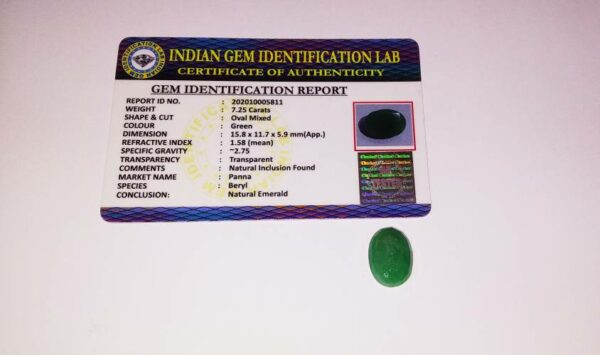 INDIAN GEM IDENTIFICATION LAB
CERTIFICATE OF AUTHENTICITY
GEM IDENTIFICATION REPORT
REPORT ID NO. : 202010005811
WEIGHT : 7.25 Carats
SHAPE & CUT : Oval Mixed
COLOUR : Green
DIMENSION : 15.8 x 11.7 x 5.9 mm(App.)
REFRACTIVE INDEX : 1.58 (mean)
SPECIFIC GRAVITY : ~2.75
TRANSPARENCY : Transparent
COMMENTS : Natural Inclusion Found
MARKET NAME : Panna
SPECIES : Beryl
CONCLUSION: : Natural Emerald